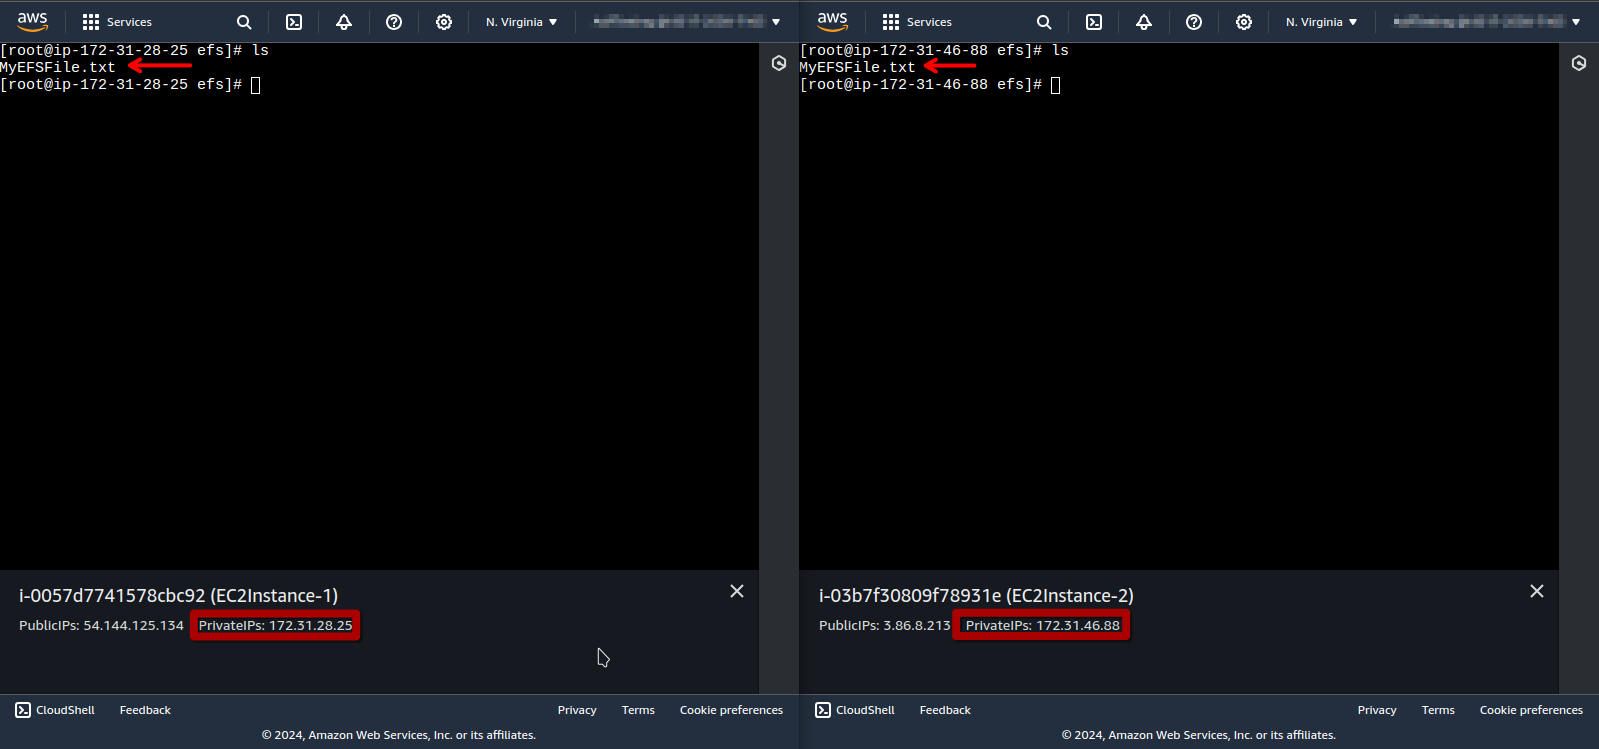 aws Services N. Virginia
[root@ip-172-31-28-25 efs]# ls
MyEFSFile.txt
[root@ip-172-31-28-25 efs]#
i-0057d7741578cbc92 (EC2Instance-1)
PublicIPs: 54.144.125.134 PrivateIPs: 172.31.28.25
CloudShell Feedback Privacy Terms Cookie preferences
© 2024, Amazon Web Services, Inc. or its affiliates.
aws Services N. Virginia
[root@ip-172-31-46-88 efs]# ls
MyEFSFile.txt
[root@ip-172-31-46-88 efs]#
i-03b7f30809f78931e (EC2Instance-2)
PublicIPs: 3.86.8.213 PrivateIPs: 172.31.46.88
CloudShell Feedback Privacy Terms Cookie preferences
© 2024, Amazon Web Services, Inc. or its affiliates.